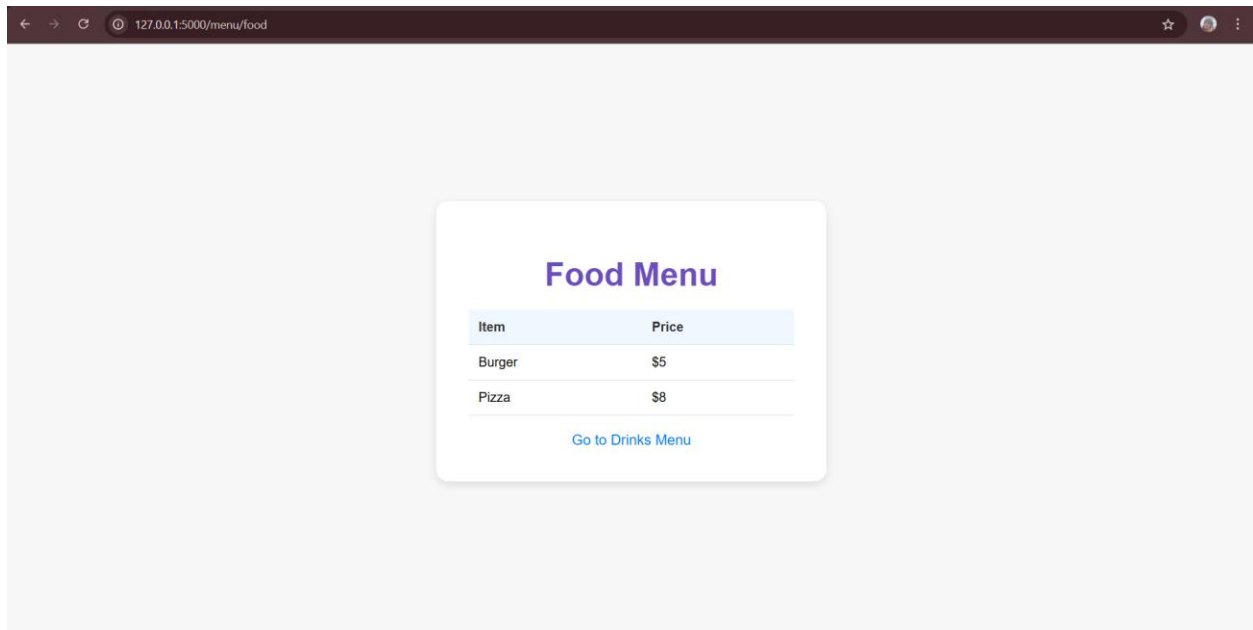 127.0.0.1:5000/menu/food
Food Menu
Item Price
Burger $5
Pizza $8
Go to Drinks Menu